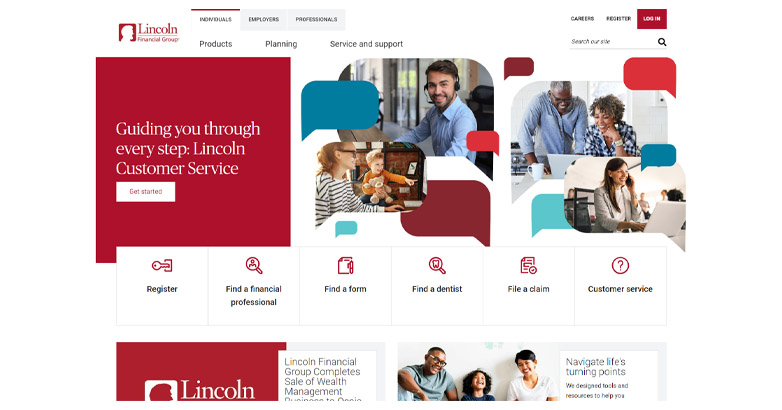 INDIVIDUALS
EMPLOYERS
PROFESSIONALS
CAREERS
REGISTER
LOG IN
Lincoln
Financial Group®
Products
Planning
Service and support
Search our site
Guiding you through
every step: Lincoln
Customer Service
Get started
Register
Find a financial
professional
Find a form
Find a dentist
File a claim
Customer service
Lincoln
Lincoln Financial
Group Completes
Sale of Wealth
Management
Business to Osaic
Navigate life's
turning points
We designed tools and
resources to help you